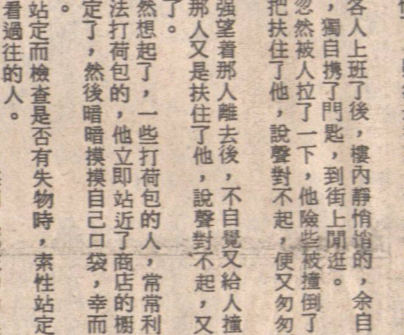 各人上班了後，樓內靜悄悄的，余自
，獨自攜了門匙，到街上閒逛。
忽然被人拉了一下，他險些被撞倒了
把扶住了他，說聲對不起，便又匆匆
強望着那人離去後，不自覺又給人撞
那人又是扶住了他，說聲對不起，又
了。
然想起了，一些打荷包的人，常常利
法打荷包的，他立即站近了商店的櫥
定了，然後暗暗摸摸自己口袋，幸而
。
站定而檢查是否有失物時，索性站定
看過往的人。